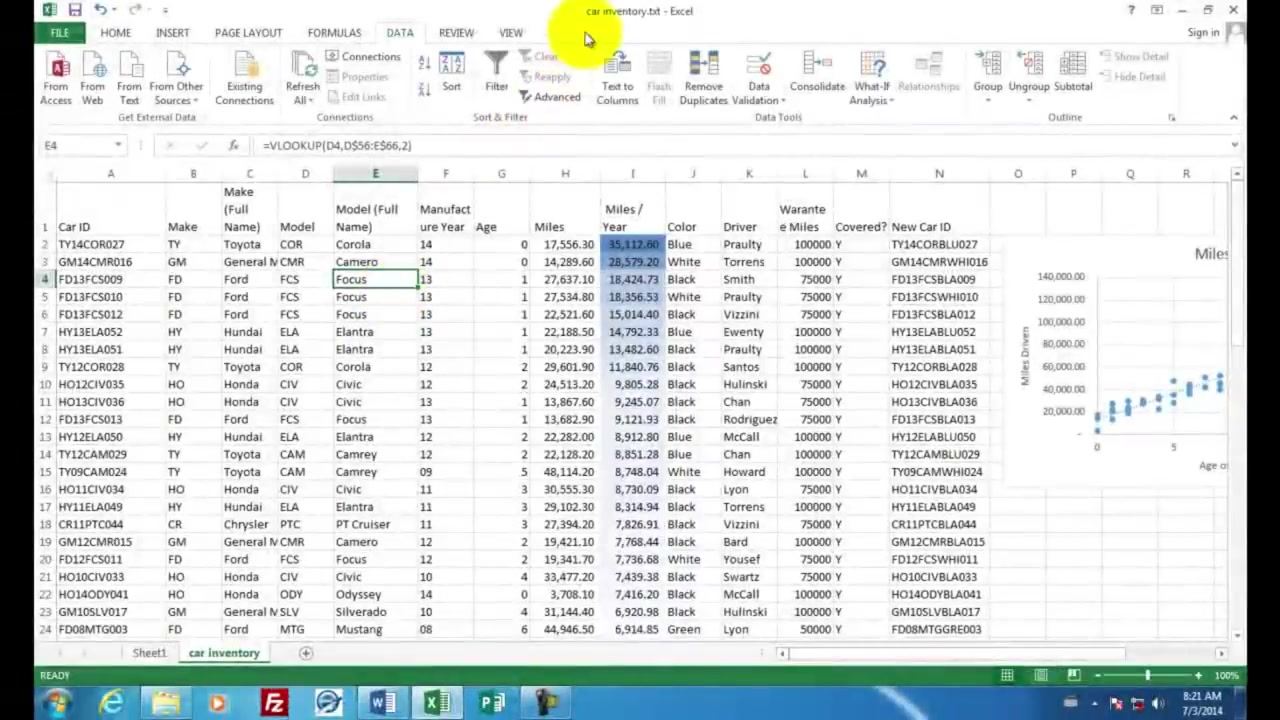 car inventory.txt - Excel
FILE HOME INSERT PAGE LAYOUT FORMULAS DATA REVIEW VIEW Sign in
From Access From Web From Text From Other Sources Existing Connections Refresh All Connections Properties Edit Links Sort Filter Clear Reapply Advanced Text to Columns Flash Fill Remove Duplicates Data Validation Consolidate What-If Analysis Relationships Group Ungroup Subtotal Show Detail Hide Detail
Get External Data Connections Sort & Filter Data Tools Outline
E4 fx =VLOOKUP(D4,D$56:E$66,2)
A B C D E F G H I J K L M N O P Q R
1 Car ID Make Make (Full Name) Model Model (Full Name) Manufact ure Year Age Miles Miles / Year Color Driver Warante e Miles Covered? New Car ID
2 TY14COR027 TY Toyota COR Corola 14 0 17,556.30 35,112.60 Blue Praulty 100000 Y TY14CORBLU027
3 GM14CMR016 GM General M CMR Camero 14 0 14,289.60 28,579.20 White Torrens 100000 Y GM14CMRWHI016
4 FD13FCS009 FD Ford FCS Focus 13 1 27,637.10 18,424.73 Black Smith 75000 Y FD13FCSBLA009
5 FD13FCS010 FD Ford FCS Focus 13 1 27,534.80 18,356.53 White Praulty 75000 Y FD13FCSWHI010
6 FD13FCS012 FD Ford FCS Focus 13 1 22,521.60 15,014.40 Black Vizzini 75000 Y FD13FCSBLA012
7 HY13ELA052 HY Hundai ELA Elantra 13 1 22,188.50 14,792.33 Blue Ewenty 100000 Y HY13ELABLU052
8 HY13ELA051 HY Hundai ELA Elantra 13 1 20,223.90 13,482.60 Black Praulty 100000 Y HY13ELABLA051
9 TY12COR028 TY Toyota COR Corola 12 2 29,601.90 11,840.76 Black Santos 100000 Y TY12CORBLA028
10 HO12CIV035 HO Honda CIV Civic 12 2 24,513.20 9,805.28 Black Hulinski 75000 Y HO12CIVBLA035
11 HO13CIV036 HO Honda CIV Civic 13 1 13,867.60 9,245.07 Black Chan 75000 Y HO13CIVBLA036
12 FD13FCS013 FD Ford FCS Focus 13 1 13,682.90 9,121.93 Black Rodriguez 75000 Y FD13FCSBLA013
13 HY12ELA050 HY Hundai ELA Elantra 12 2 22,282.00 8,912.80 Blue McCall 100000 Y HY12ELABLU050
14 TY12CAM029 TY Toyota CAM Camrey 12 2 22,128.20 8,851.28 Blue Chan 100000 Y TY12CAMBLU029
15 TY09CAM024 TY Toyota CAM Camrey 09 5 48,114.20 8,748.04 White Howard 100000 Y TY09CAMWHI024
16 HO11CIV034 HO Honda CIV Civic 11 3 30,555.30 8,730.09 Black Lyon 75000 Y HO11CIVBLA034
17 HY11ELA049 HY Hundai ELA Elantra 11 3 29,102.30 8,314.94 Black Torrens 100000 Y HY11ELABLA049
18 CR11PTC044 CR Chrysler PTC PT Cruiser 11 3 27,394.20 7,826.91 Black Vizzini 75000 Y CR11PTCBLA044
19 GM12CMR015 GM General M CMR Camero 12 2 19,421.10 7,768.44 Black Bard 100000 Y GM12CMRBLA015
20 FD12FCS011 FD Ford FCS Focus 12 2 19,341.70 7,736.68 White Yousef 75000 Y FD12FCSWHI011
21 HO10CIV033 HO Honda CIV Civic 10 4 33,477.20 7,439.38 Black Swartz 75000 Y HO10CIVBLA033
22 HO14ODY041 HO Honda ODY Odyssey 14 0 3,708.10 7,416.20 Black McCall 100000 Y HO14ODYBLA041
23 GM10SLV017 GM General M SLV Silverado 10 4 31,144.40 6,920.98 Black Hulinski 100000 Y GM10SLVBLA017
24 FD08MTG003 FD Ford MTG Mustang 08 6 44,946.50 6,914.85 Green Lyon 50000 Y FD08MTGGRE003
Miles
140,000.00
120,000.00
100,000.00
80,000.00
60,000.00
40,000.00
20,000.00
-
Miles Driven
0 5
Age o
Sheet1 car inventory
READY 100%
8:21 AM
7/3/2014